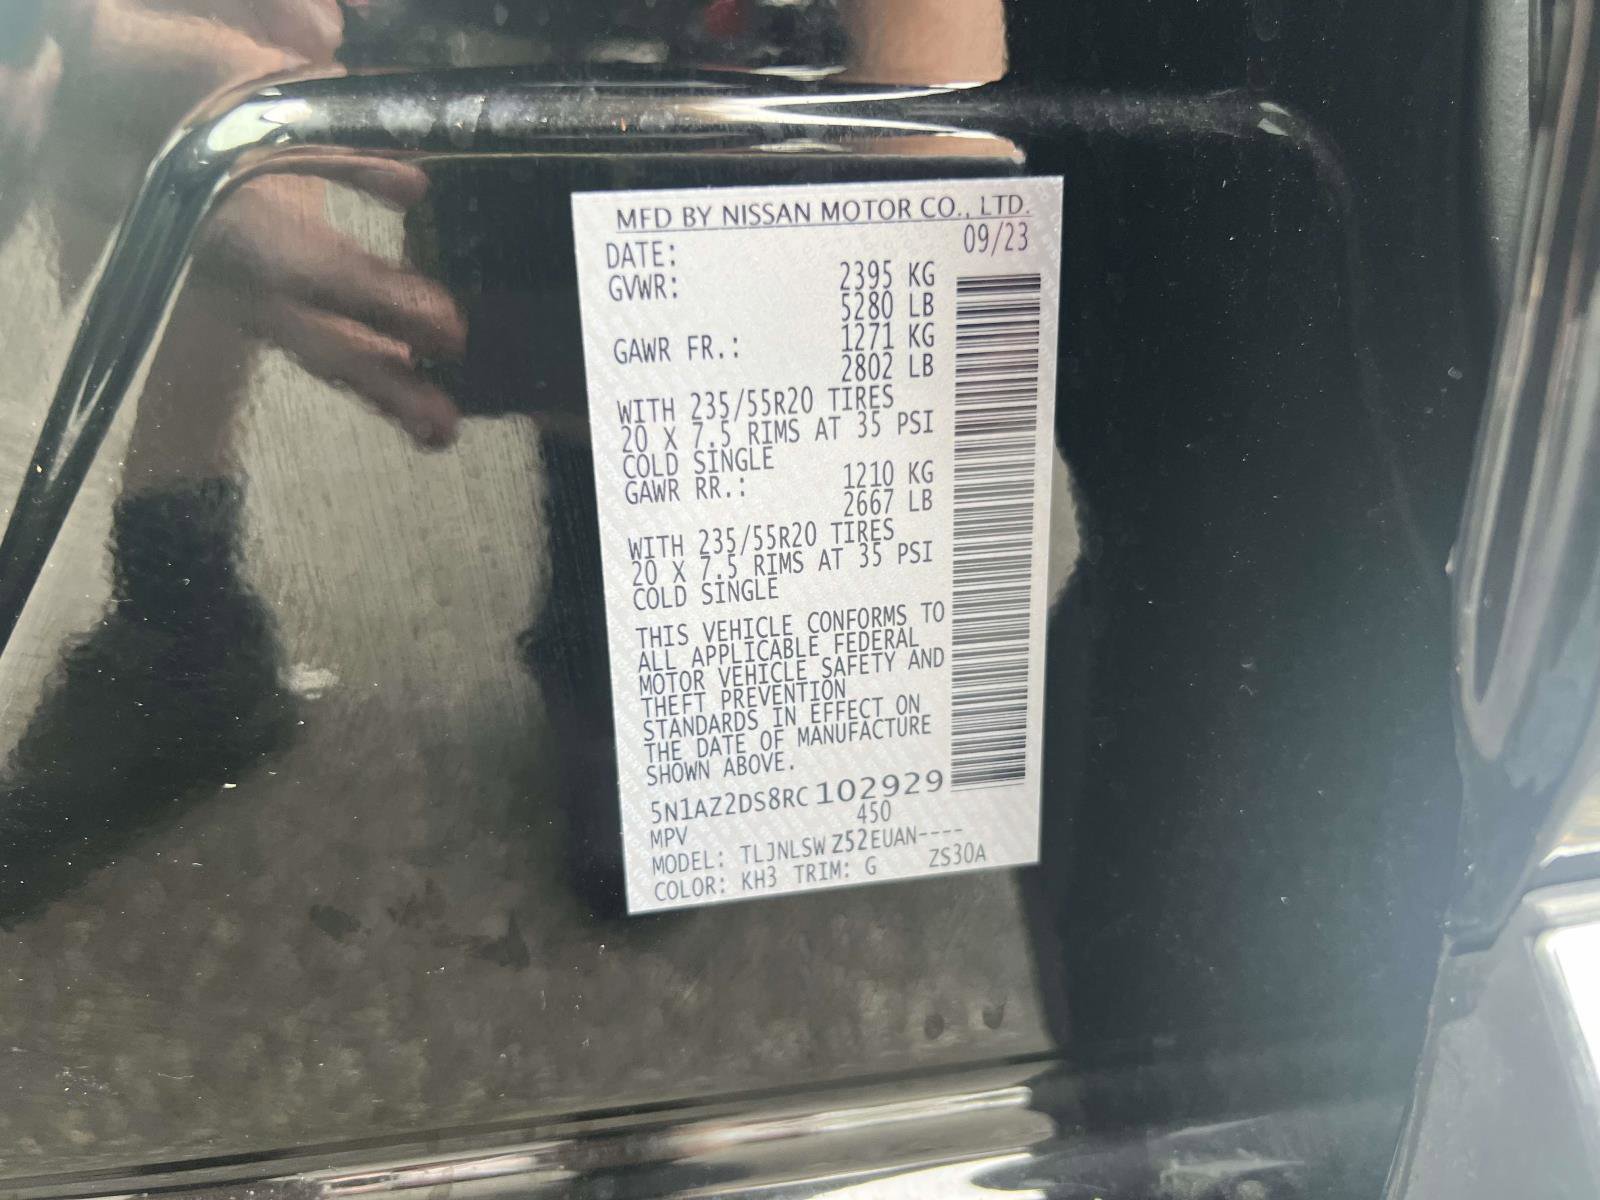 MFD BY NISSAN MOTOR CO., LTD.
DATE: 09/23
GVWR: 2395 KG
5280 LB
GAWR FR.: 1271 KG
2802 LB
WITH 235/55R20 TIRES
20 X 7.5 RIMS AT 35 PSI
COLD SINGLE
GAWR RR.: 1210 KG
2667 LB
WITH 235/55R20 TIRES
20 X 7.5 RIMS AT 35 PSI
COLD SINGLE
THIS VEHICLE CONFORMS TO
ALL APPLICABLE FEDERAL
MOTOR VEHICLE SAFETY AND
THEFT PREVENTION
STANDARDS IN EFFECT ON
THE DATE OF MANUFACTURE
SHOWN ABOVE.
5N1AZ2DS8RC102929
MPV 450
MODEL: TLJNLSW Z52EUAN----
COLOR: KH3 TRIM: G ZS30A